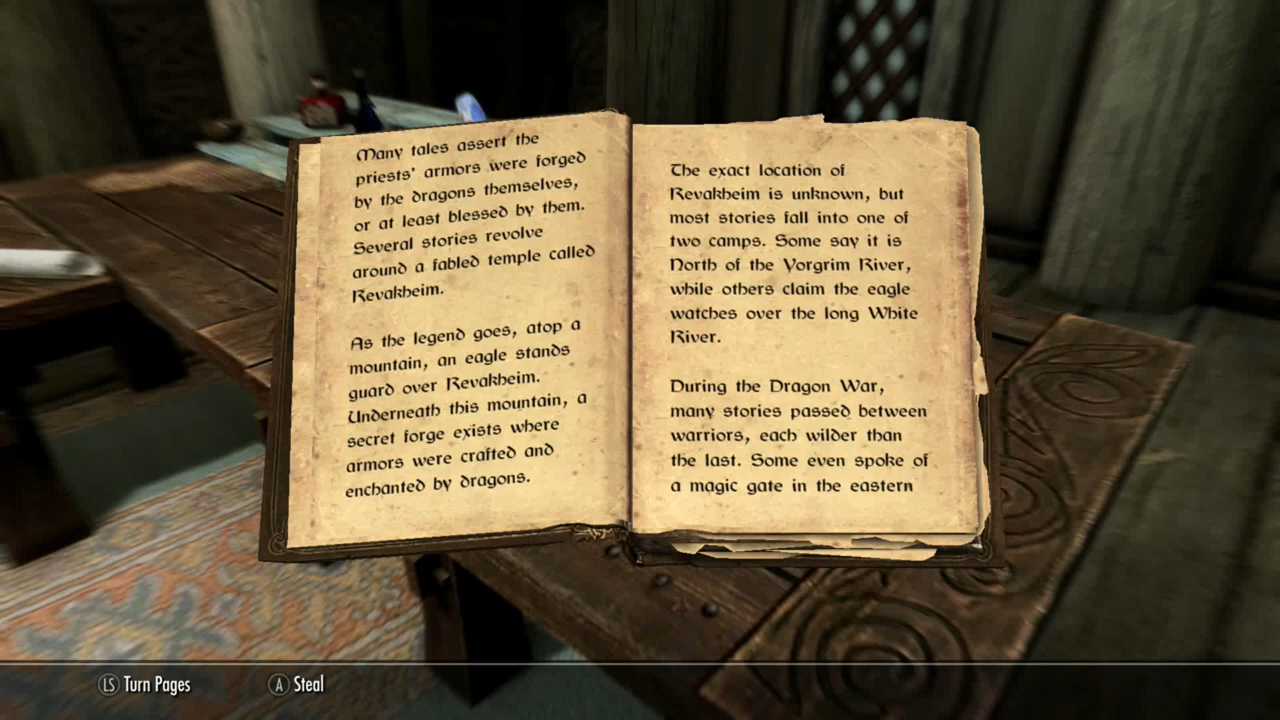 Many tales assert the
priests' armors were forged
by the dragons themselves,
or at least blessed by them.
Several stories revolve
around a fabled temple called
Revakheim.
As the legend goes, atop a
mountain, an eagle stands
guard over Revakheim.
Underneath this mountain, a
secret forge exists where
armors were crafted and
enchanted by dragons.
The exact location of
Revakheim is unknown, but
most stories fall into one of
two camps. Some say it is
North of the Yorgrim River,
while others claim the eagle
watches over the long White
River.
During the Dragon War,
many stories passed between
warriors, each wilder than
the last. Some even spoke of
a magic gate in the eastern
LS Turn Pages
A Steal